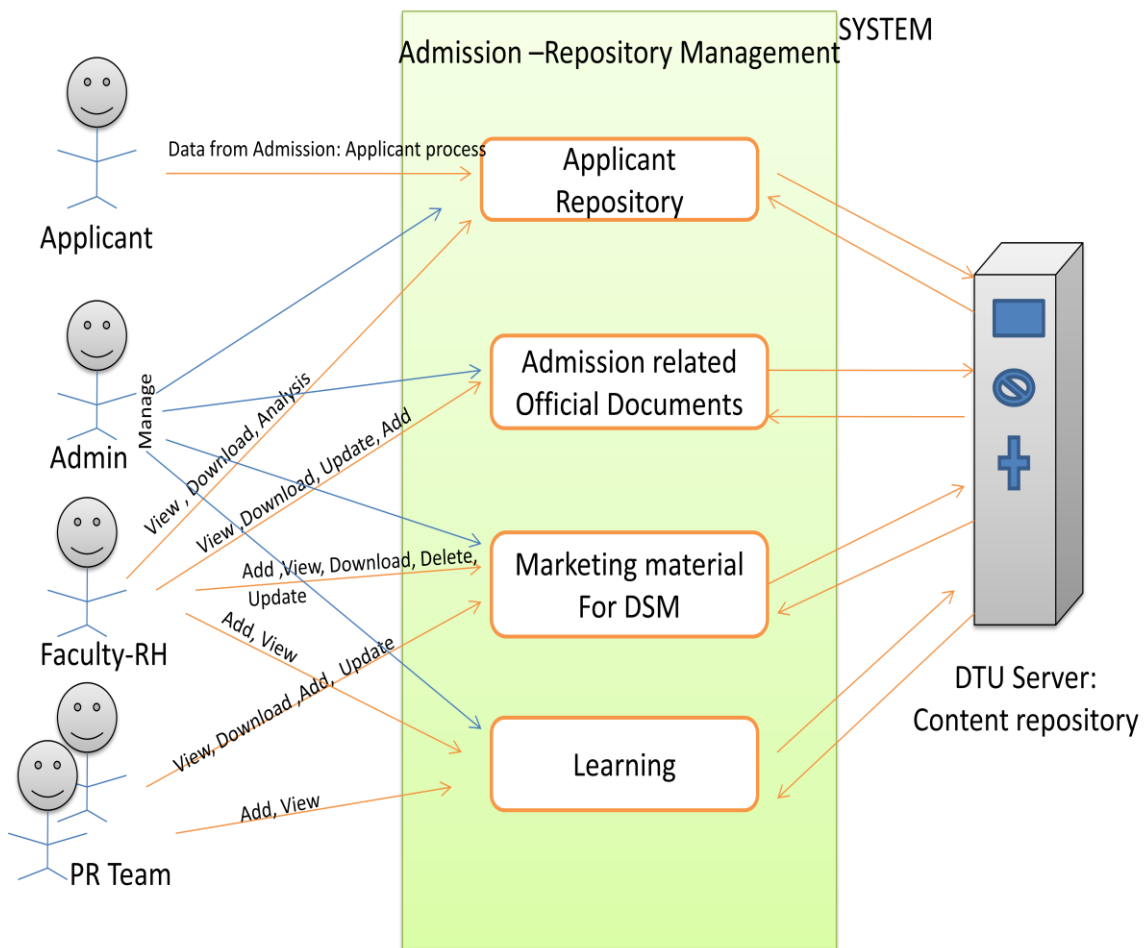 SYSTEM
Admission –Repository Management
Data from Admission: Applicant process
Applicant
Repository
Applicant
Manage
Admission related
Official Documents
Admin
View , Download, Analysis
View ,Download, Update, Add
Add ,View, Download, Delete,
Update
Marketing material
For DSM
Faculty-RH
Add, View
View, Download ,Add, Update
DTU Server:
Content repository
Learning
Add, View
PR Team